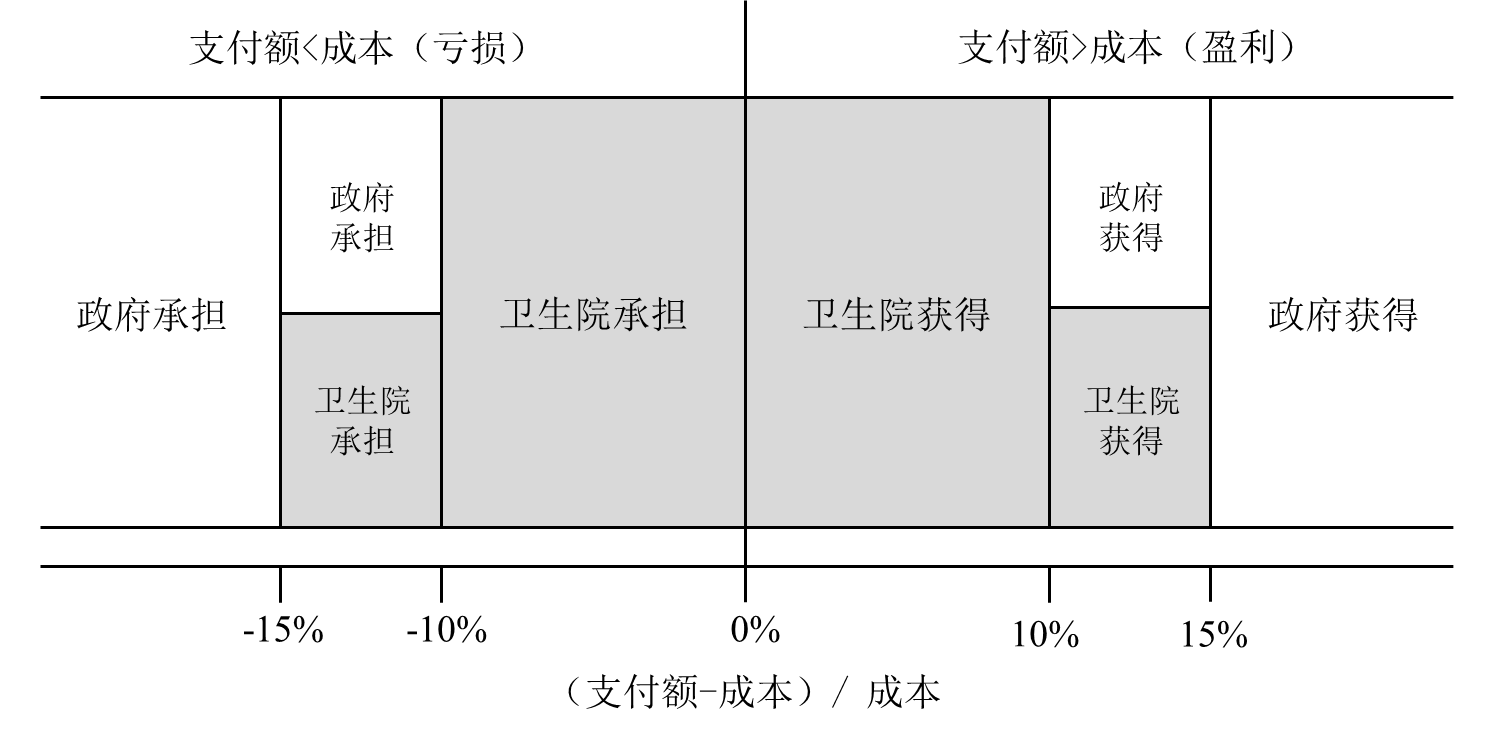 支付额<成本（亏损）
支付额>成本（盈利）
政府承担
政府
承担
卫生院
承担
卫生院承担
卫生院获得
政府
获得
卫生院
获得
政府获得
-15%
-10%
0%
10%
15%
（支付额-成本）/ 成本